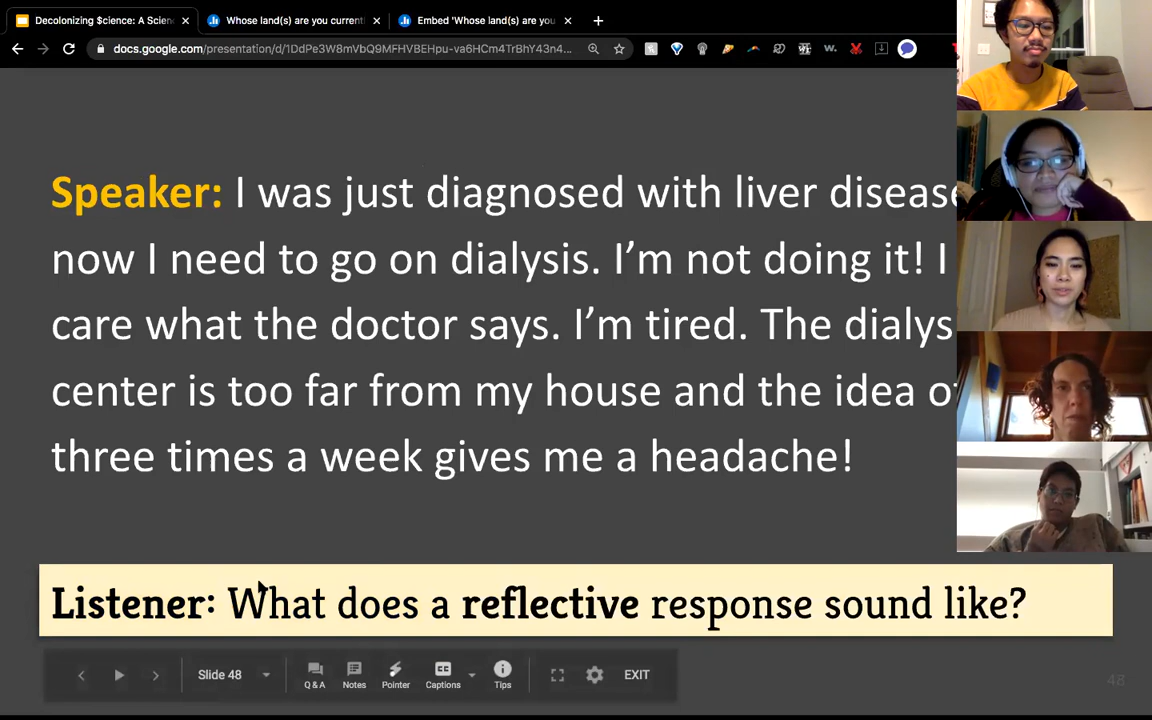 Decolonizing $cience: A Scien
Whose land(s) are you current
Embed 'Whose land(s) are you
docs.google.com/presentation/d/1DdPe3W8mVbQ9MFHVBEHpu-va6HCm4TrBhY43n4...
Speaker: I was just diagnosed with liver disease
now I need to go on dialysis. I'm not doing it! I
care what the doctor says. I'm tired. The dialys
center is too far from my house and the idea of
three times a week gives me a headache!
Listener: What does a reflective response sound like?
Slide 48
Q & A
Notes
Pointer
Captions
Tips
EXIT
48